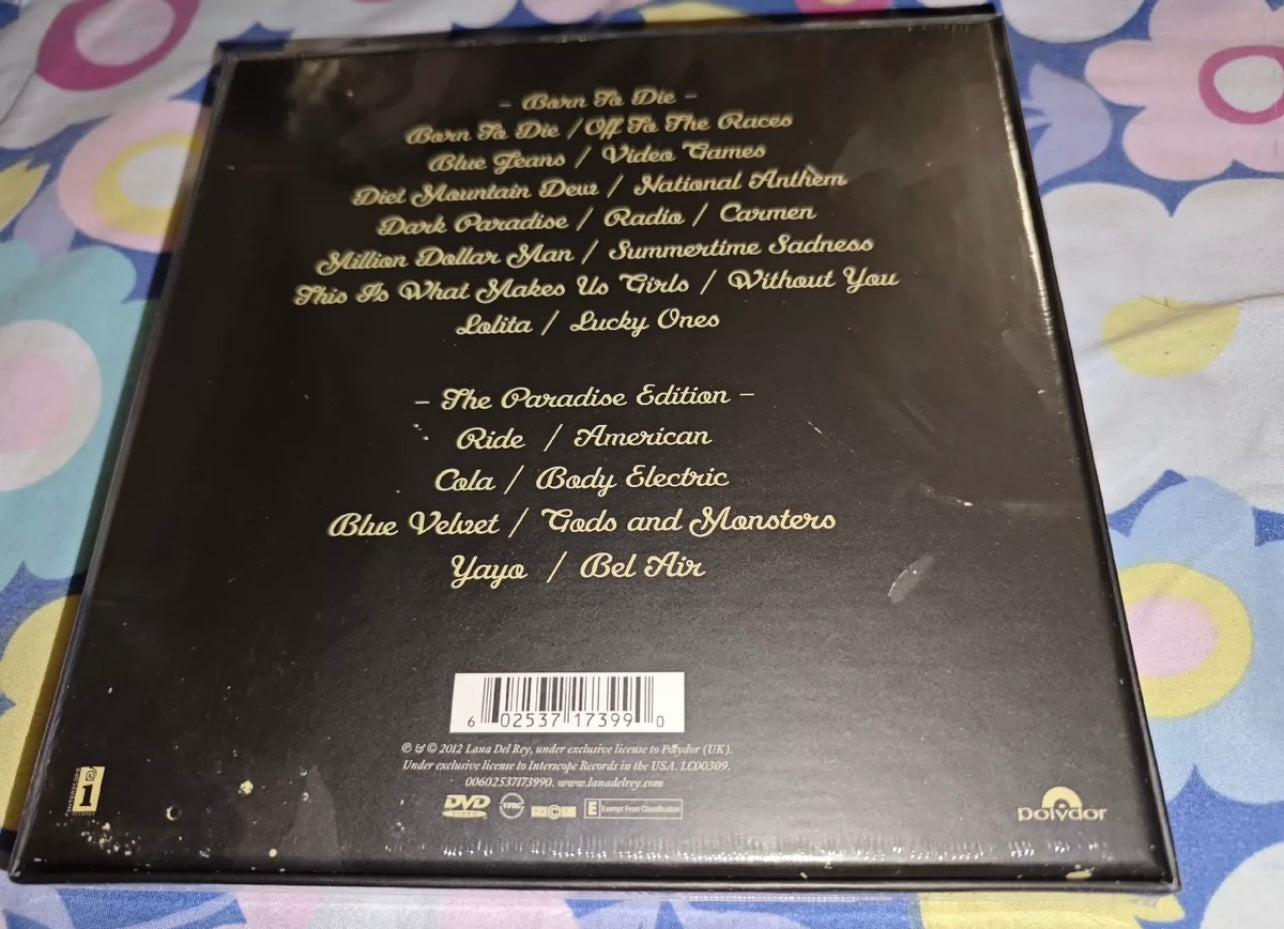 - Born To Die -
Born To Die / Off To The Races
Blue Jeans / Video Games
Diet Mountain Dew / National Anthem
Dark Paradise / Radio / Carmen
Million Dollar Man / Summertime Sadness
This Is What Makes Us Girls / Without You
Lolita / Lucky Ones
- The Paradise Edition -
Ride / American
Cola / Body Electric
Blue Velvet / Gods and Monsters
Yayo / Bel Air
6 02537 17399 0
℗ & © 2012 Lana Del Rey, under exclusive license to Polydor (UK).
Under exclusive license to Interscope Records in the USA. LC00309.
00602537173990. www.lanadelrey.com
DVD VIDEO
E Exempt From Classification
INTERSCOPE RECORDS
polydor